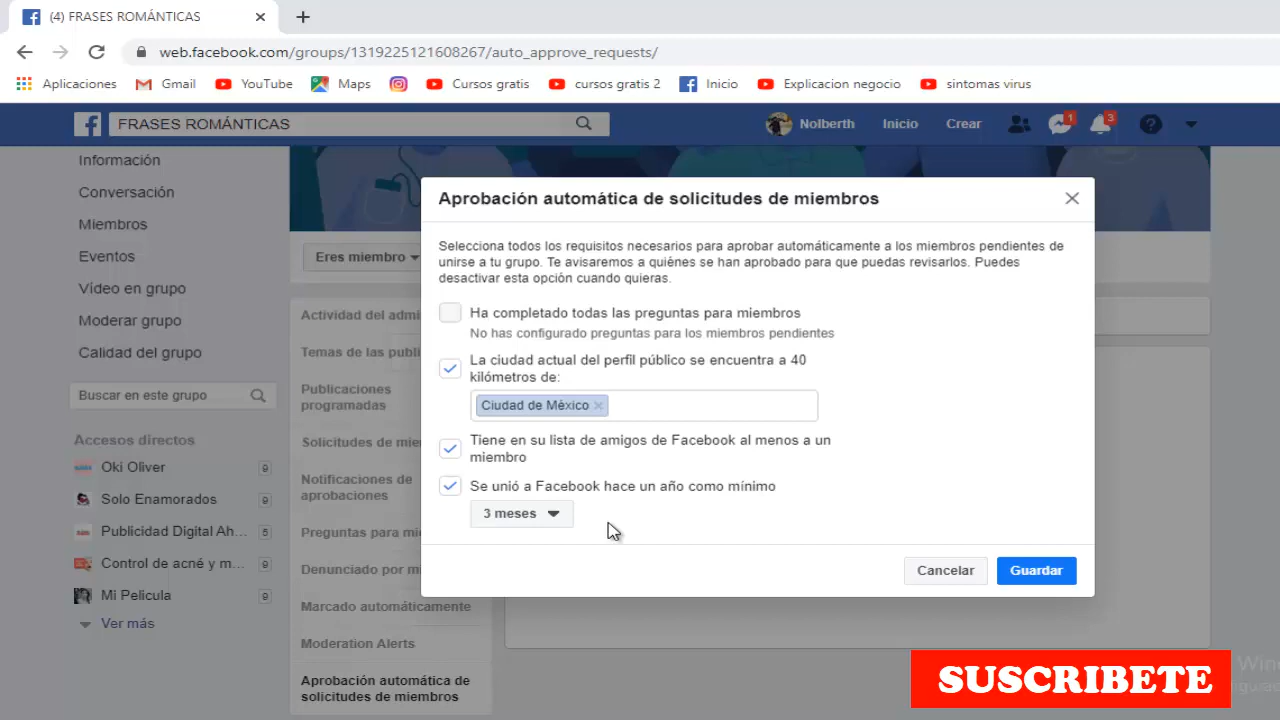 (4) FRASES ROMÁNTICAS
web.facebook.com/groups/1319225121608267/auto_approve_requests/
Aplicaciones Gmail YouTube Maps Cursos gratis cursos gratis 2 Inicio Explicacion negocio sintomas virus
FRASES ROMÁNTICAS Nolberth Inicio Crear 1 3
Información
Conversación
Miembros
Eventos
Vídeo en grupo
Moderar grupo
Calidad del grupo
Buscar en este grupo
Accesos directos
Oki Oliver 9
Solo Enamorados 9
Publicidad Digital Ah... 5
Control de acné y m... 9
Mi Pelicula 9
Ver más
Eres miembro
Actividad del admi
Temas de las publi
Publicaciones
programadas
Solicitudes de mie
Notificaciones de
aprobaciones
Preguntas para mi
Denunciado por mi
Marcado automáticamente
Moderation Alerts
Aprobación automática de
solicitudes de miembros
Aprobación automática de solicitudes de miembros
Selecciona todos los requisitos necesarios para aprobar automáticamente a los miembros pendientes de
unirse a tu grupo. Te avisaremos a quiénes se han aprobado para que puedas revisarlos. Puedes
desactivar esta opción cuando quieras.
Ha completado todas las preguntas para miembros
No has configurado preguntas para los miembros pendientes
La ciudad actual del perfil público se encuentra a 40
kilómetros de:
Ciudad de México
Tiene en su lista de amigos de Facebook al menos a un
miembro
Se unió a Facebook hace un año como mínimo
3 meses
Cancelar Guardar
SUSCRIBETE